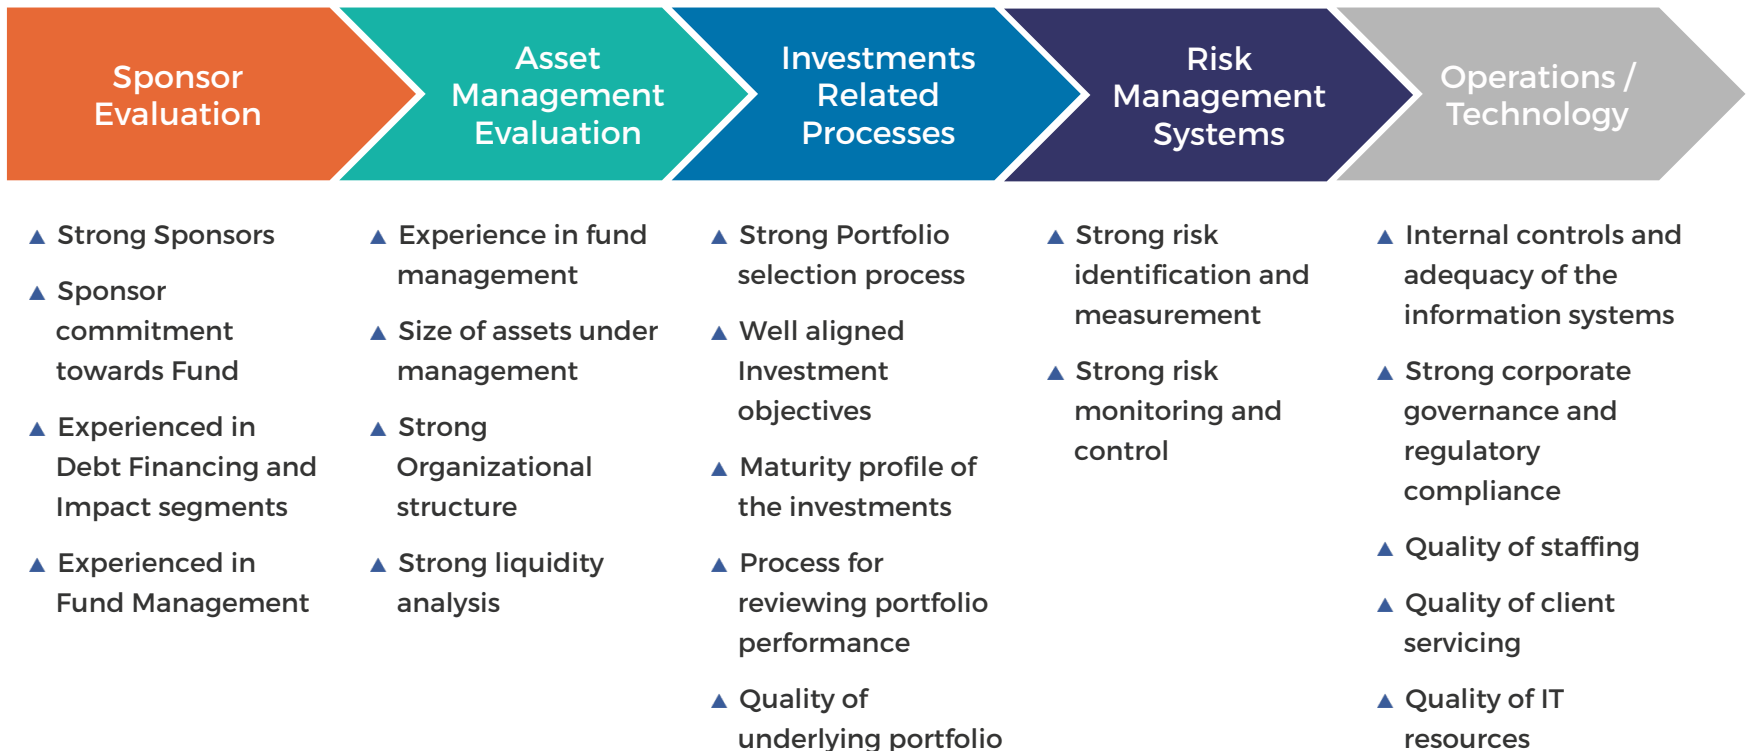 Sponsor
Evaluation
Asset
Management
Evaluation
Investments
Related
Processes
Risk
Management
Systems
Operations /
Technology
▲ Strong Sponsors
▲ Sponsor
commitment
towards Fund
▲ Experienced in
Debt Financing and
Impact segments
▲ Experienced in
Fund Management
▲ Experience in fund
management
▲ Size of assets under
management
▲ Strong
Organizational
structure
▲ Strong liquidity
analysis
▲ Strong Portfolio
selection process
▲ Well aligned
Investment
objectives
▲ Maturity profile of
the investments
▲ Process for
reviewing portfolio
performance
▲ Quality of
underlying portfolio
▲ Strong risk
identification and
measurement
▲ Strong risk
monitoring and
control
▲ Internal controls and
adequacy of the
information systems
▲ Strong corporate
governance and
regulatory
compliance
▲ Quality of staffing
▲ Quality of client
servicing
▲ Quality of IT
resources